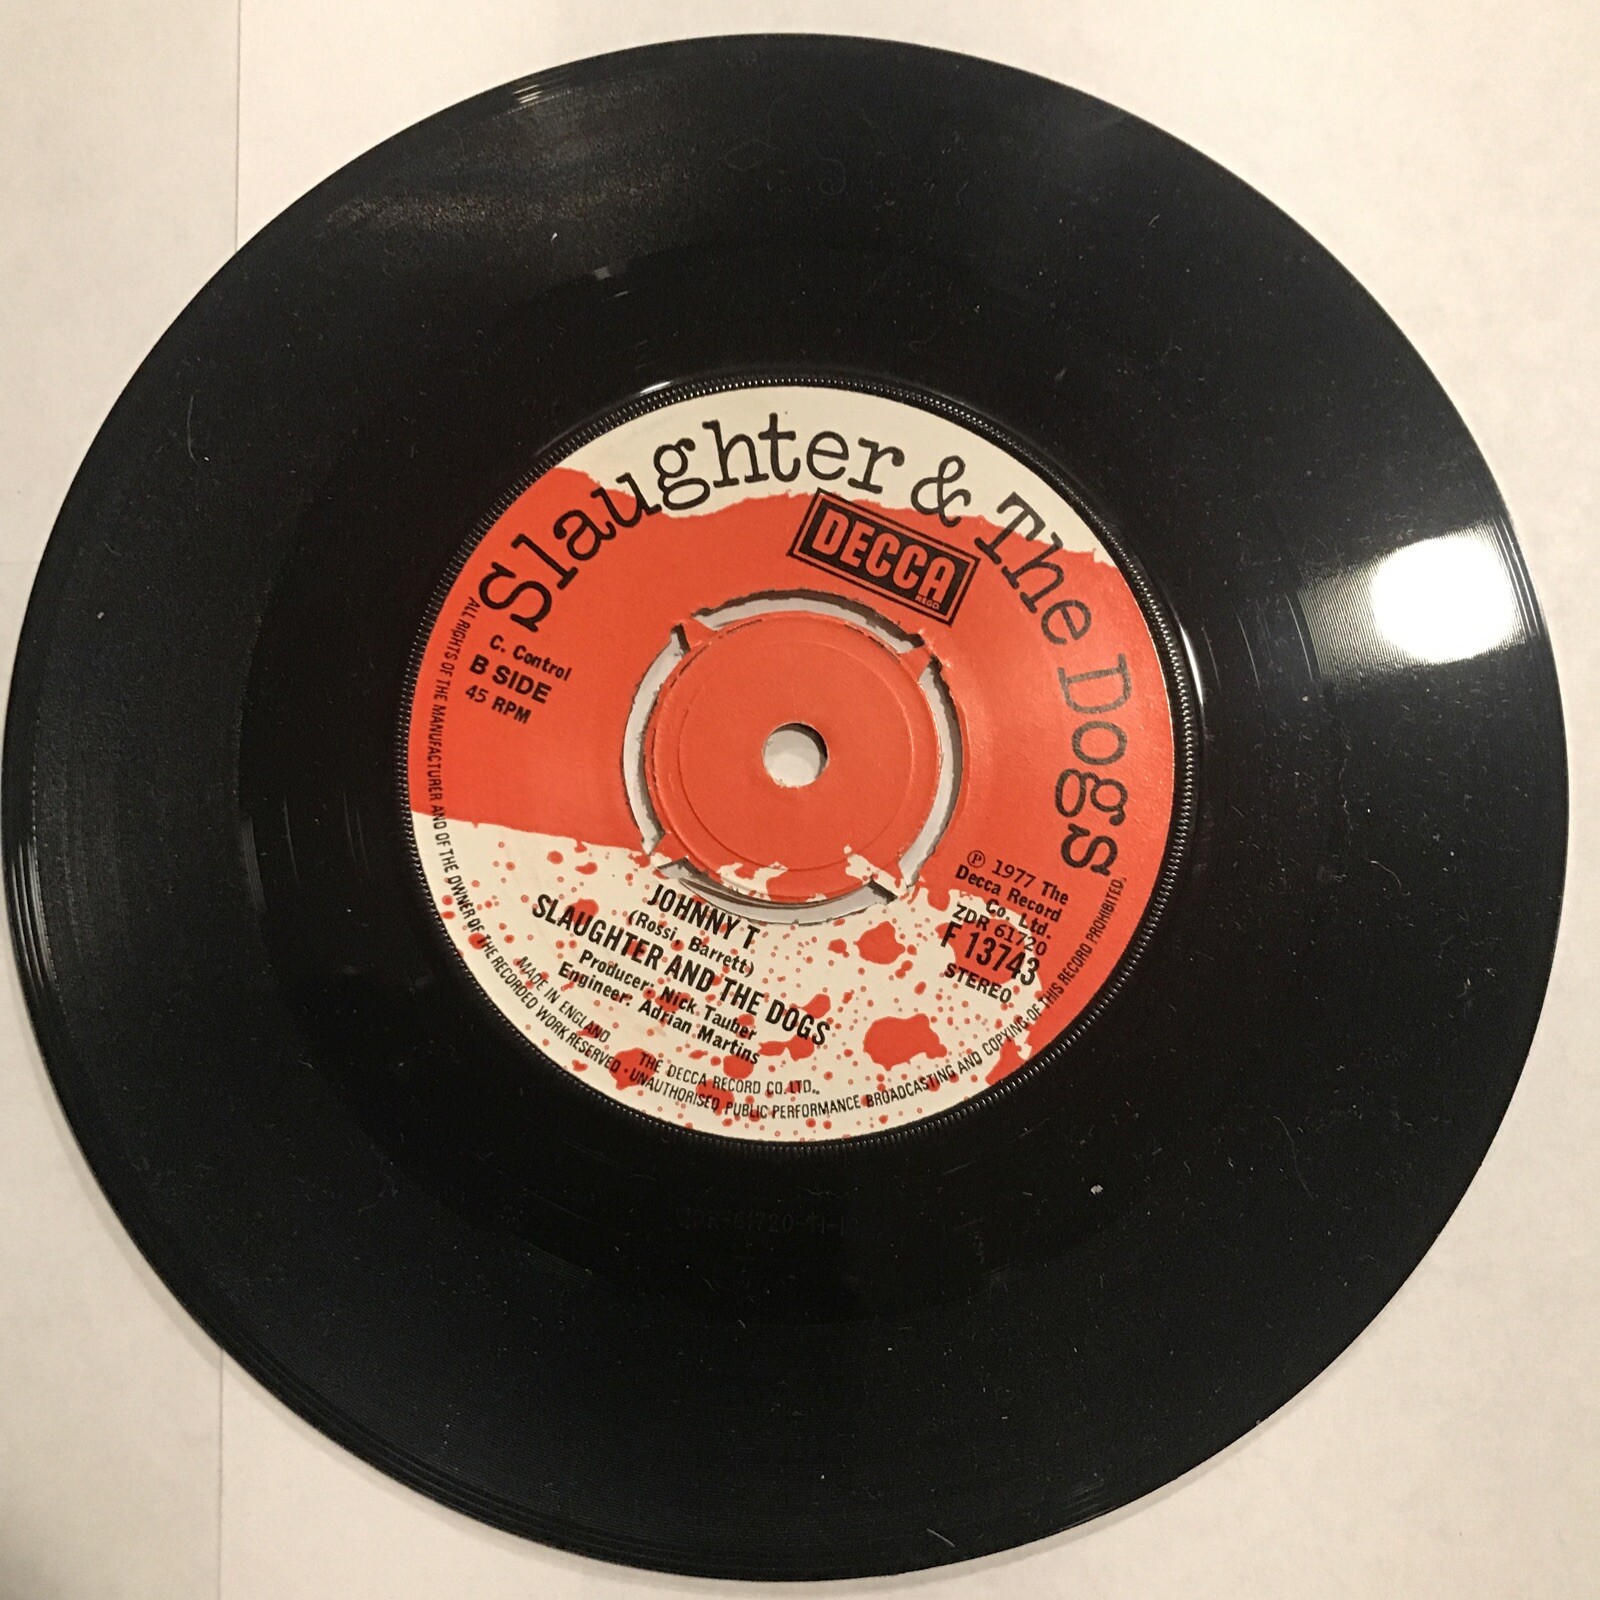 Slaughter & The Dogs
DECCA
REGD.
C. Control
B SIDE
45 RPM
℗ 1977 The
Decca Record
Co. Ltd.
ZDR 61720
F 13743
STEREO
JOHNNY T
(Rossi, Barrett)
SLAUGHTER AND THE DOGS
Producer: Nick Tauber
Engineer: Adrian Martins
MADE IN ENGLAND THE DECCA RECORD CO. LTD.
ALL RIGHTS OF THE MANUFACTURER AND OF THE OWNER OF THE RECORDED WORK RESERVED · UNAUTHORISED PUBLIC PERFORMANCE BROADCASTING AND COPYING OF THIS RECORD PROHIBITED.